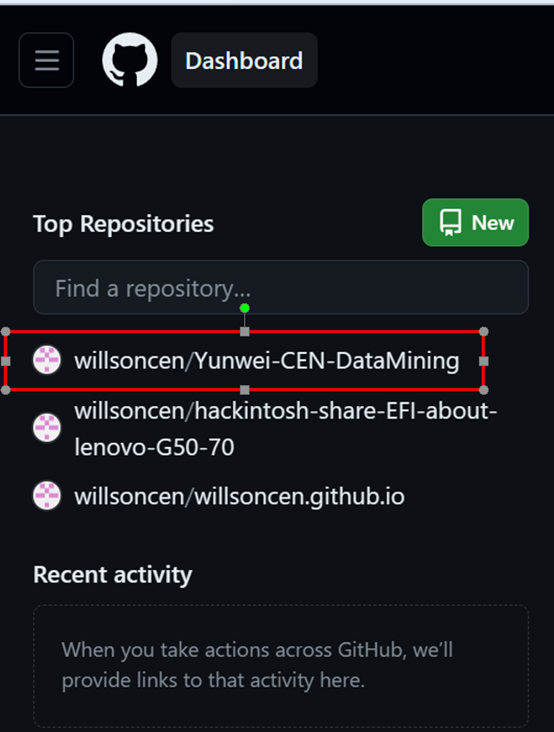 Dashboard
Top Repositories
New
Find a repository...
willsoncen/Yunwei-CEN-DataMining
willsoncen/hackintosh-share-EFI-about-
lenovo-G50-70
willsoncen/willsoncen.github.io
Recent activity
When you take actions across GitHub, we’ll
provide links to that activity here.